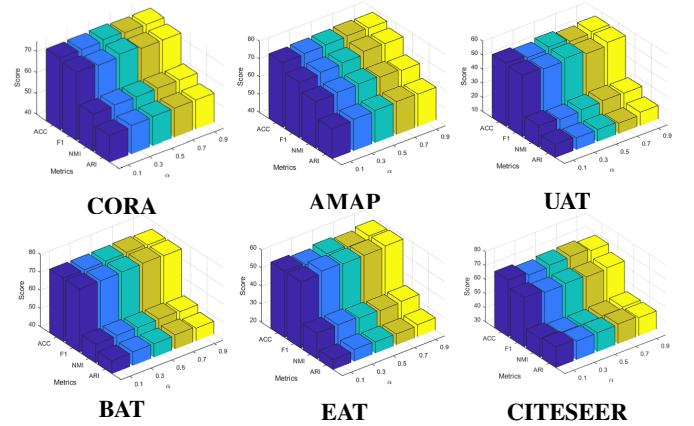 70
60
50
40
Score
ACC
F1
NMI
ARI
Metrics
0.1
0.3
0.5
0.7
0.9
α
CORA
80
70
60
50
40
Score
ACC
F1
NMI
ARI
Metrics
0.1
0.3
0.5
0.7
0.9
α
AMAP
60
50
40
30
20
10
Score
ACC
F1
NMI
ARI
Metrics
0.1
0.3
0.5
0.7
0.9
α
UAT
80
70
60
50
40
Score
ACC
F1
NMI
ARI
Metrics
0.1
0.3
0.5
0.7
0.9
α
BAT
60
50
40
30
20
Score
ACC
F1
NMI
ARI
Metrics
0.1
0.3
0.5
0.7
0.9
α
EAT
80
70
60
50
40
30
Score
ACC
F1
NMI
ARI
Metrics
0.1
0.3
0.5
0.7
0.9
α
CITESEER